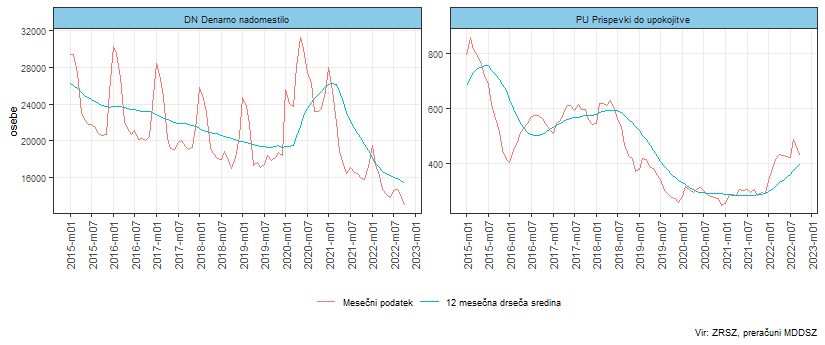 DN Denarno nadomestilo
PU Prispevki do upokojitve
osebe
32000
28000
24000
20000
16000
800
600
400
2015-m01
2015-m07
2016-m01
2016-m07
2017-m01
2017-m07
2018-m01
2018-m07
2019-m01
2019-m07
2020-m01
2020-m07
2021-m01
2021-m07
2022-m01
2022-m07
2023-m01
2015-m01
2015-m07
2016-m01
2016-m07
2017-m01
2017-m07
2018-m01
2018-m07
2019-m01
2019-m07
2020-m01
2020-m07
2021-m01
2021-m07
2022-m01
2022-m07
2023-m01
Mesečni podatek
12 mesečna drseča sredina
Vir: ZRSZ, preračuni MDDSZ